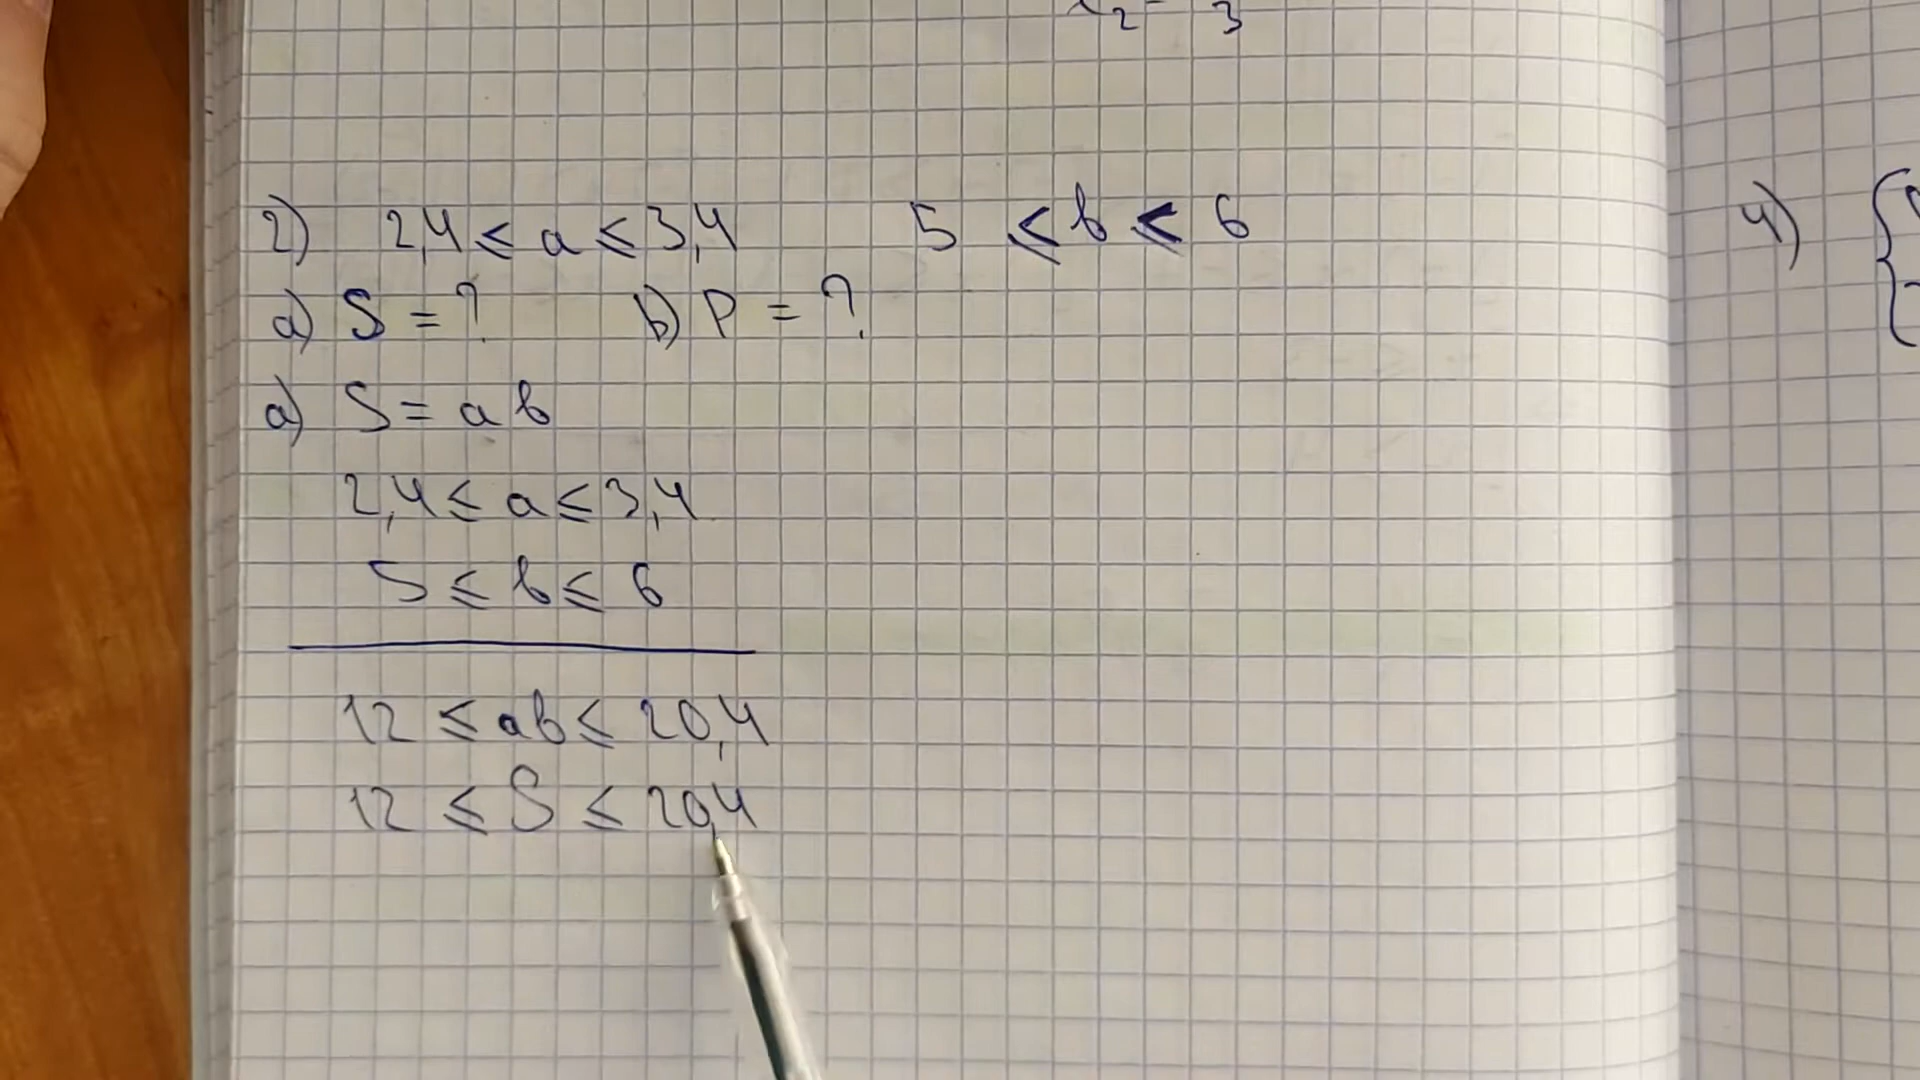 2) 2,4 ≤ a ≤ 3,4 5 ≤ b ≤ 6
a) S = ? b) P = ?
a) S = ab
2,4 ≤ a ≤ 3,4
5 ≤ b ≤ 6
12 ≤ ab ≤ 20,4
12 ≤ S ≤ 20,4
4) {